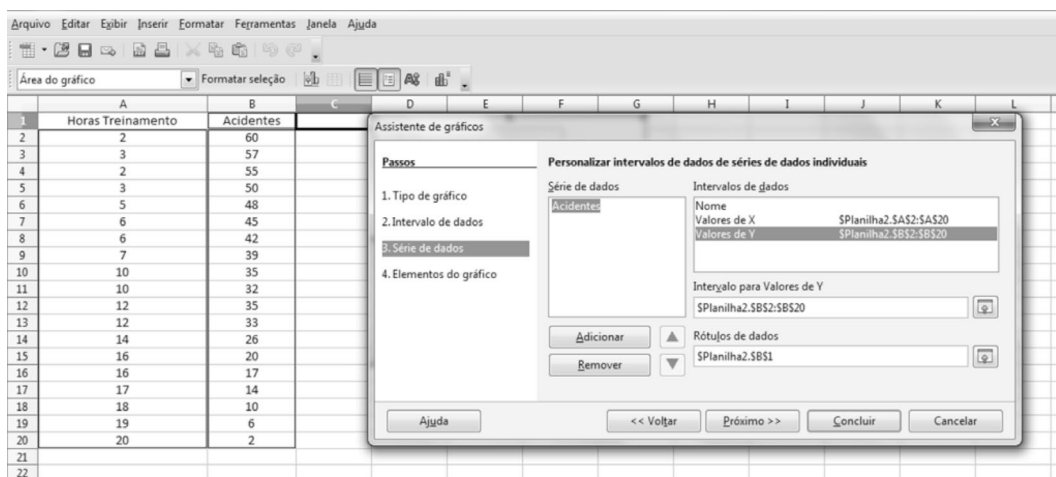 Arquivo Editar Exibir Inserir Formatar Ferramentas Janela Ajuda
Área do gráfico Formatar seleção
A B C D E F G H I J K L
1 Horas Treinamento Acidentes
2 2 60
3 3 57
4 2 55
5 3 50
6 5 48
7 6 45
8 6 42
9 7 39
10 10 35
11 10 32
12 12 35
13 12 33
14 14 26
15 16 20
16 16 17
17 17 14
18 18 10
19 19 6
20 20 2
21
22
Assistente de gráficos
Passos
1. Tipo de gráfico
2. Intervalo de dados
3. Série de dados
4. Elementos do gráfico
Personalizar intervalos de dados de séries de dados individuais
Série de dados
Acidentes
Intervalos de dados
Nome
Valores de X $Planilha2.$A$2:$A$20
Valores de Y $Planilha2.$B$2:$B$20
Intervalo para Valores de Y
$Planilha2.$B$2:$B$20
Adicionar
Remover
Rótulos de dados
$Planilha2.$B$1
Ajuda << Voltar Próximo >> Concluir Cancelar